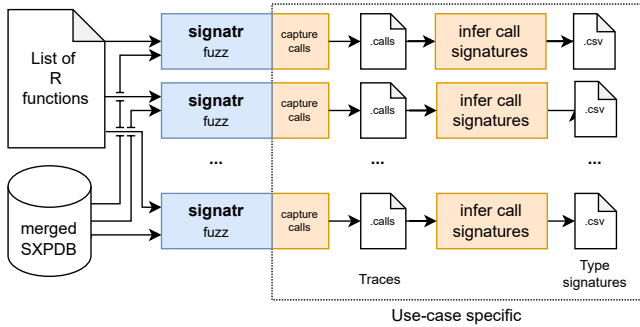 List of
R
functions
merged
SXPDB
signatr
fuzz
capture
calls
.calls
infer call
signatures
.csv
signatr
fuzz
capture
calls
.calls
infer call
signatures
.csv
...
...
...
signatr
fuzz
capture
calls
.calls
infer call
signatures
.csv
Traces
Type
signatures
Use-case specific